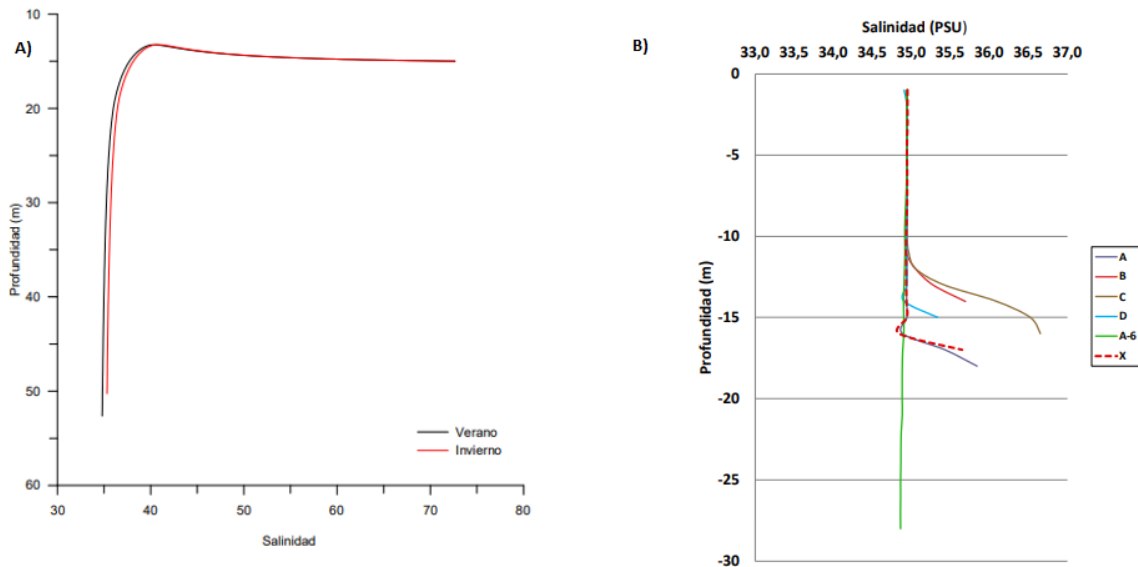 A)
10
20
30
40
50
60
Profundidad (m)
30 40 50 60 70 80
Salinidad
Verano
Invierno
B)
Salinidad (PSU)
33,0 33,5 34,0 34,5 35,0 35,5 36,0 36,5 37,0
0
-5
-10
-15
-20
-25
-30
Profundidad (m)
A
B
C
D
A-6
X